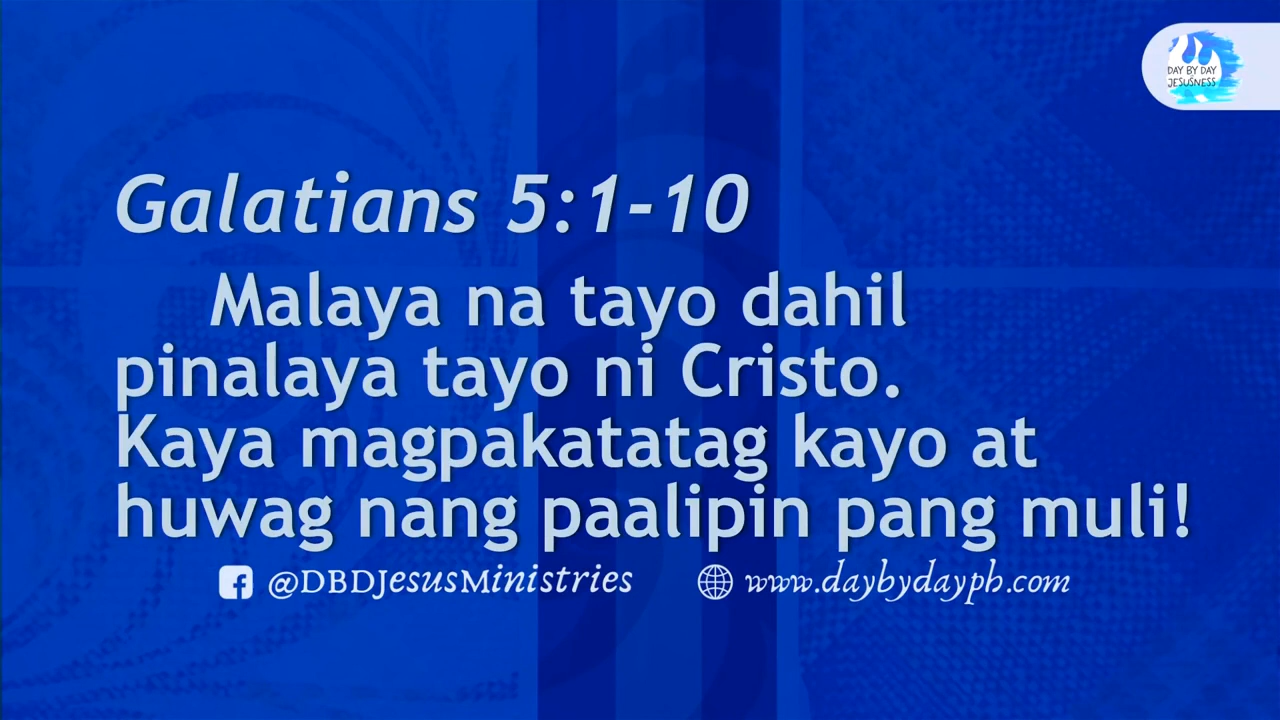 DAY BY DAY
JESUSNESS
Galatians 5:1-10
Malaya na tayo dahil
pinalaya tayo ni Cristo.
Kaya magpakatatag kayo at
huwag nang paalipin pang muli!
@DBDJesusMinistries
www.daybydayph.com